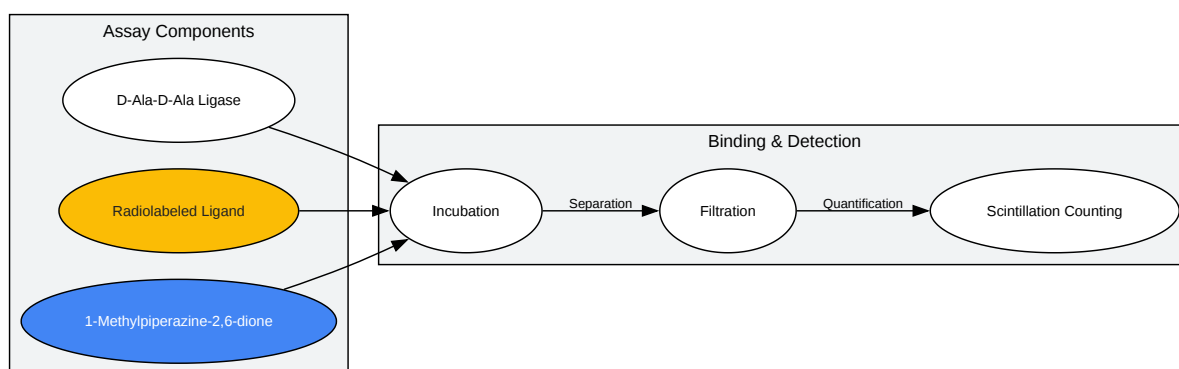 Assay Components
D-Ala-D-Ala Ligase
Radiolabeled Ligand
1-Methylpiperazine-2,6-dione
Binding & Detection
Incubation
Separation
Filtration
Quantification
Scintillation Counting